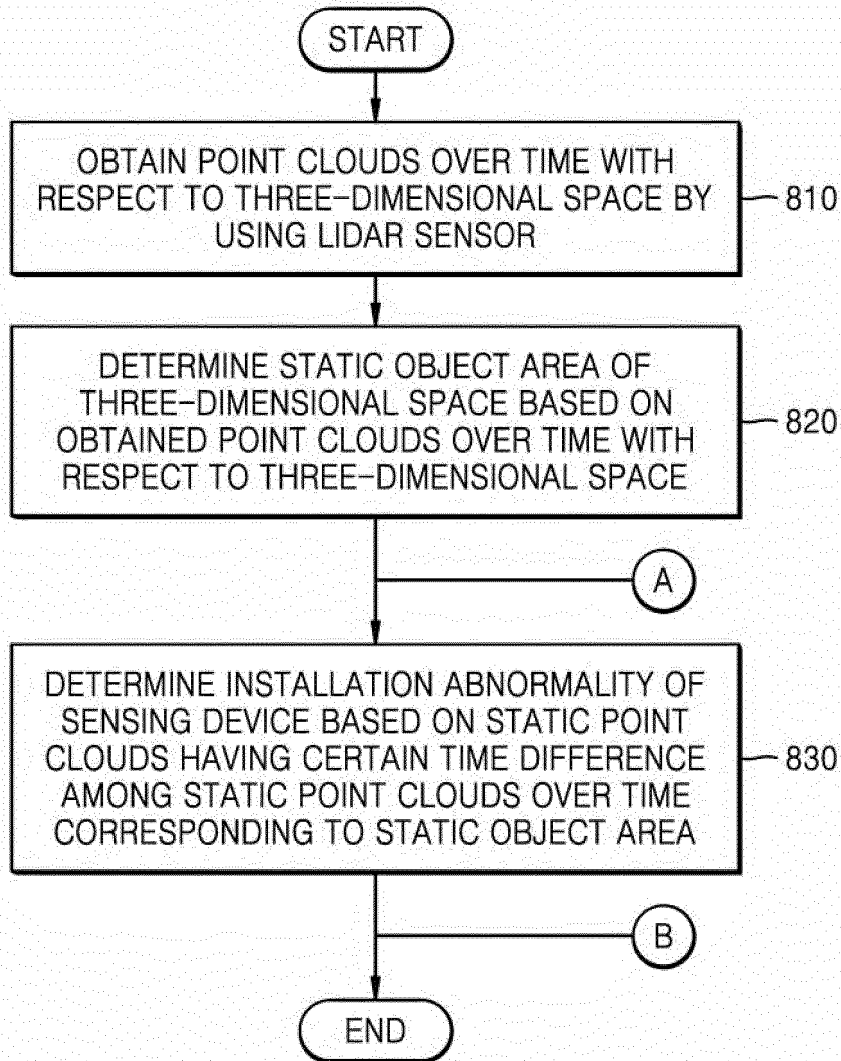 START
OBTAIN POINT CLOUDS OVER TIME WITH
RESPECT TO THREE-DIMENSIONAL SPACE BY
USING LIDAR SENSOR
810
DETERMINE STATIC OBJECT AREA OF
THREE-DIMENSIONAL SPACE BASED ON
OBTAINED POINT CLOUDS OVER TIME WITH
RESPECT TO THREE-DIMENSIONAL SPACE
820
A
DETERMINE INSTALLATION ABNORMALITY OF
SENSING DEVICE BASED ON STATIC POINT
CLOUDS HAVING CERTAIN TIME DIFFERENCE
AMONG STATIC POINT CLOUDS OVER TIME
CORRESPONDING TO STATIC OBJECT AREA
830
B
END